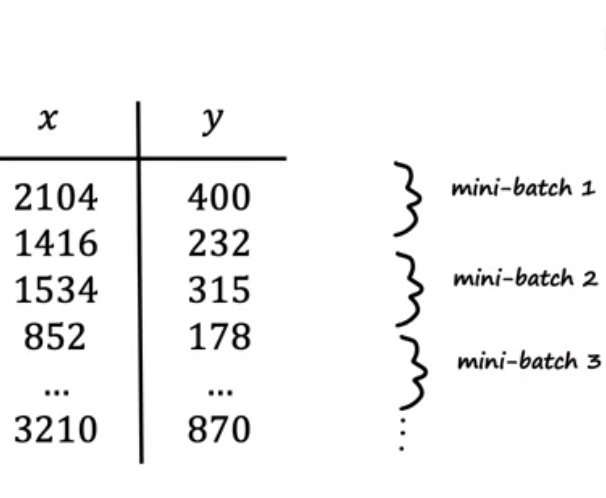 x y
2104 400
1416 232
1534 315
852 178
... ...
3210 870
mini-batch 1
mini-batch 2
mini-batch 3
⋮